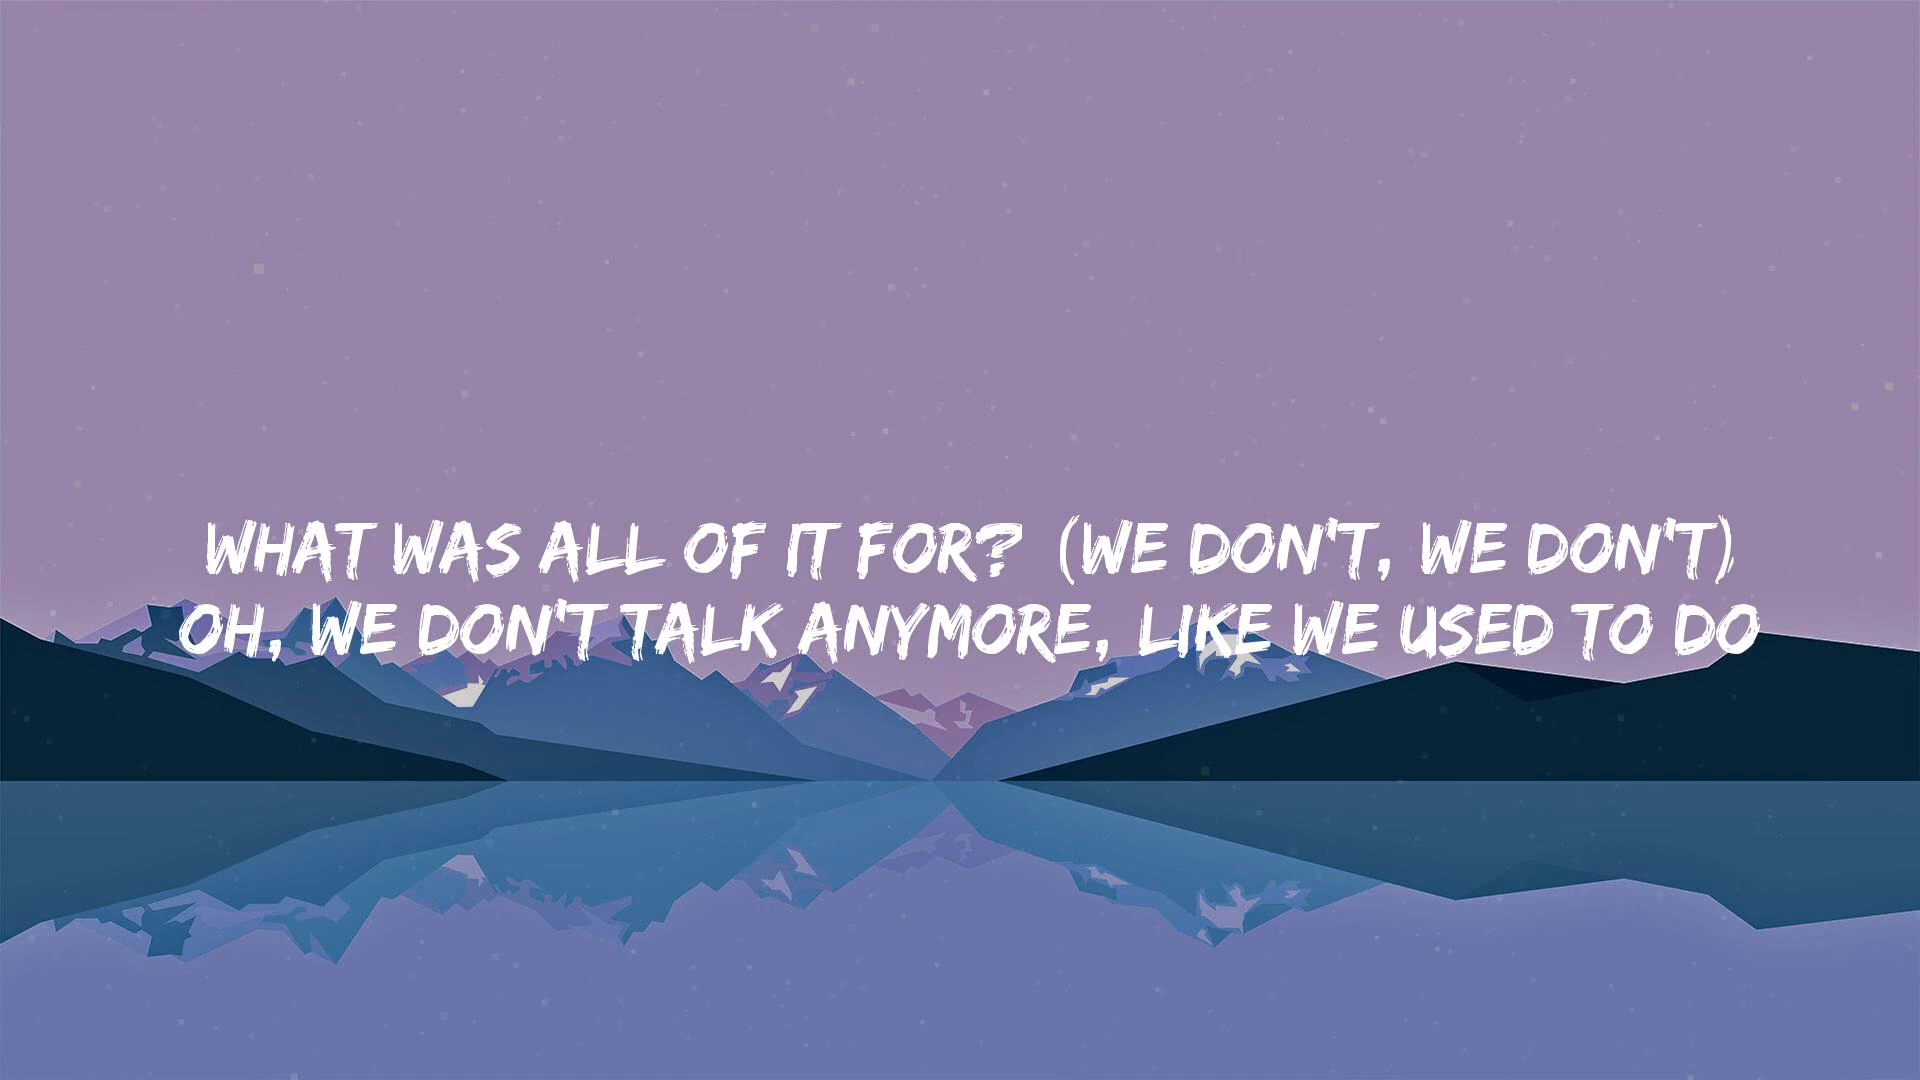 WHAT WAS ALL OF IT FOR? (WE DON'T, WE DON'T)
OH, WE DON'T TALK ANYMORE, LIKE WE USED TO DO